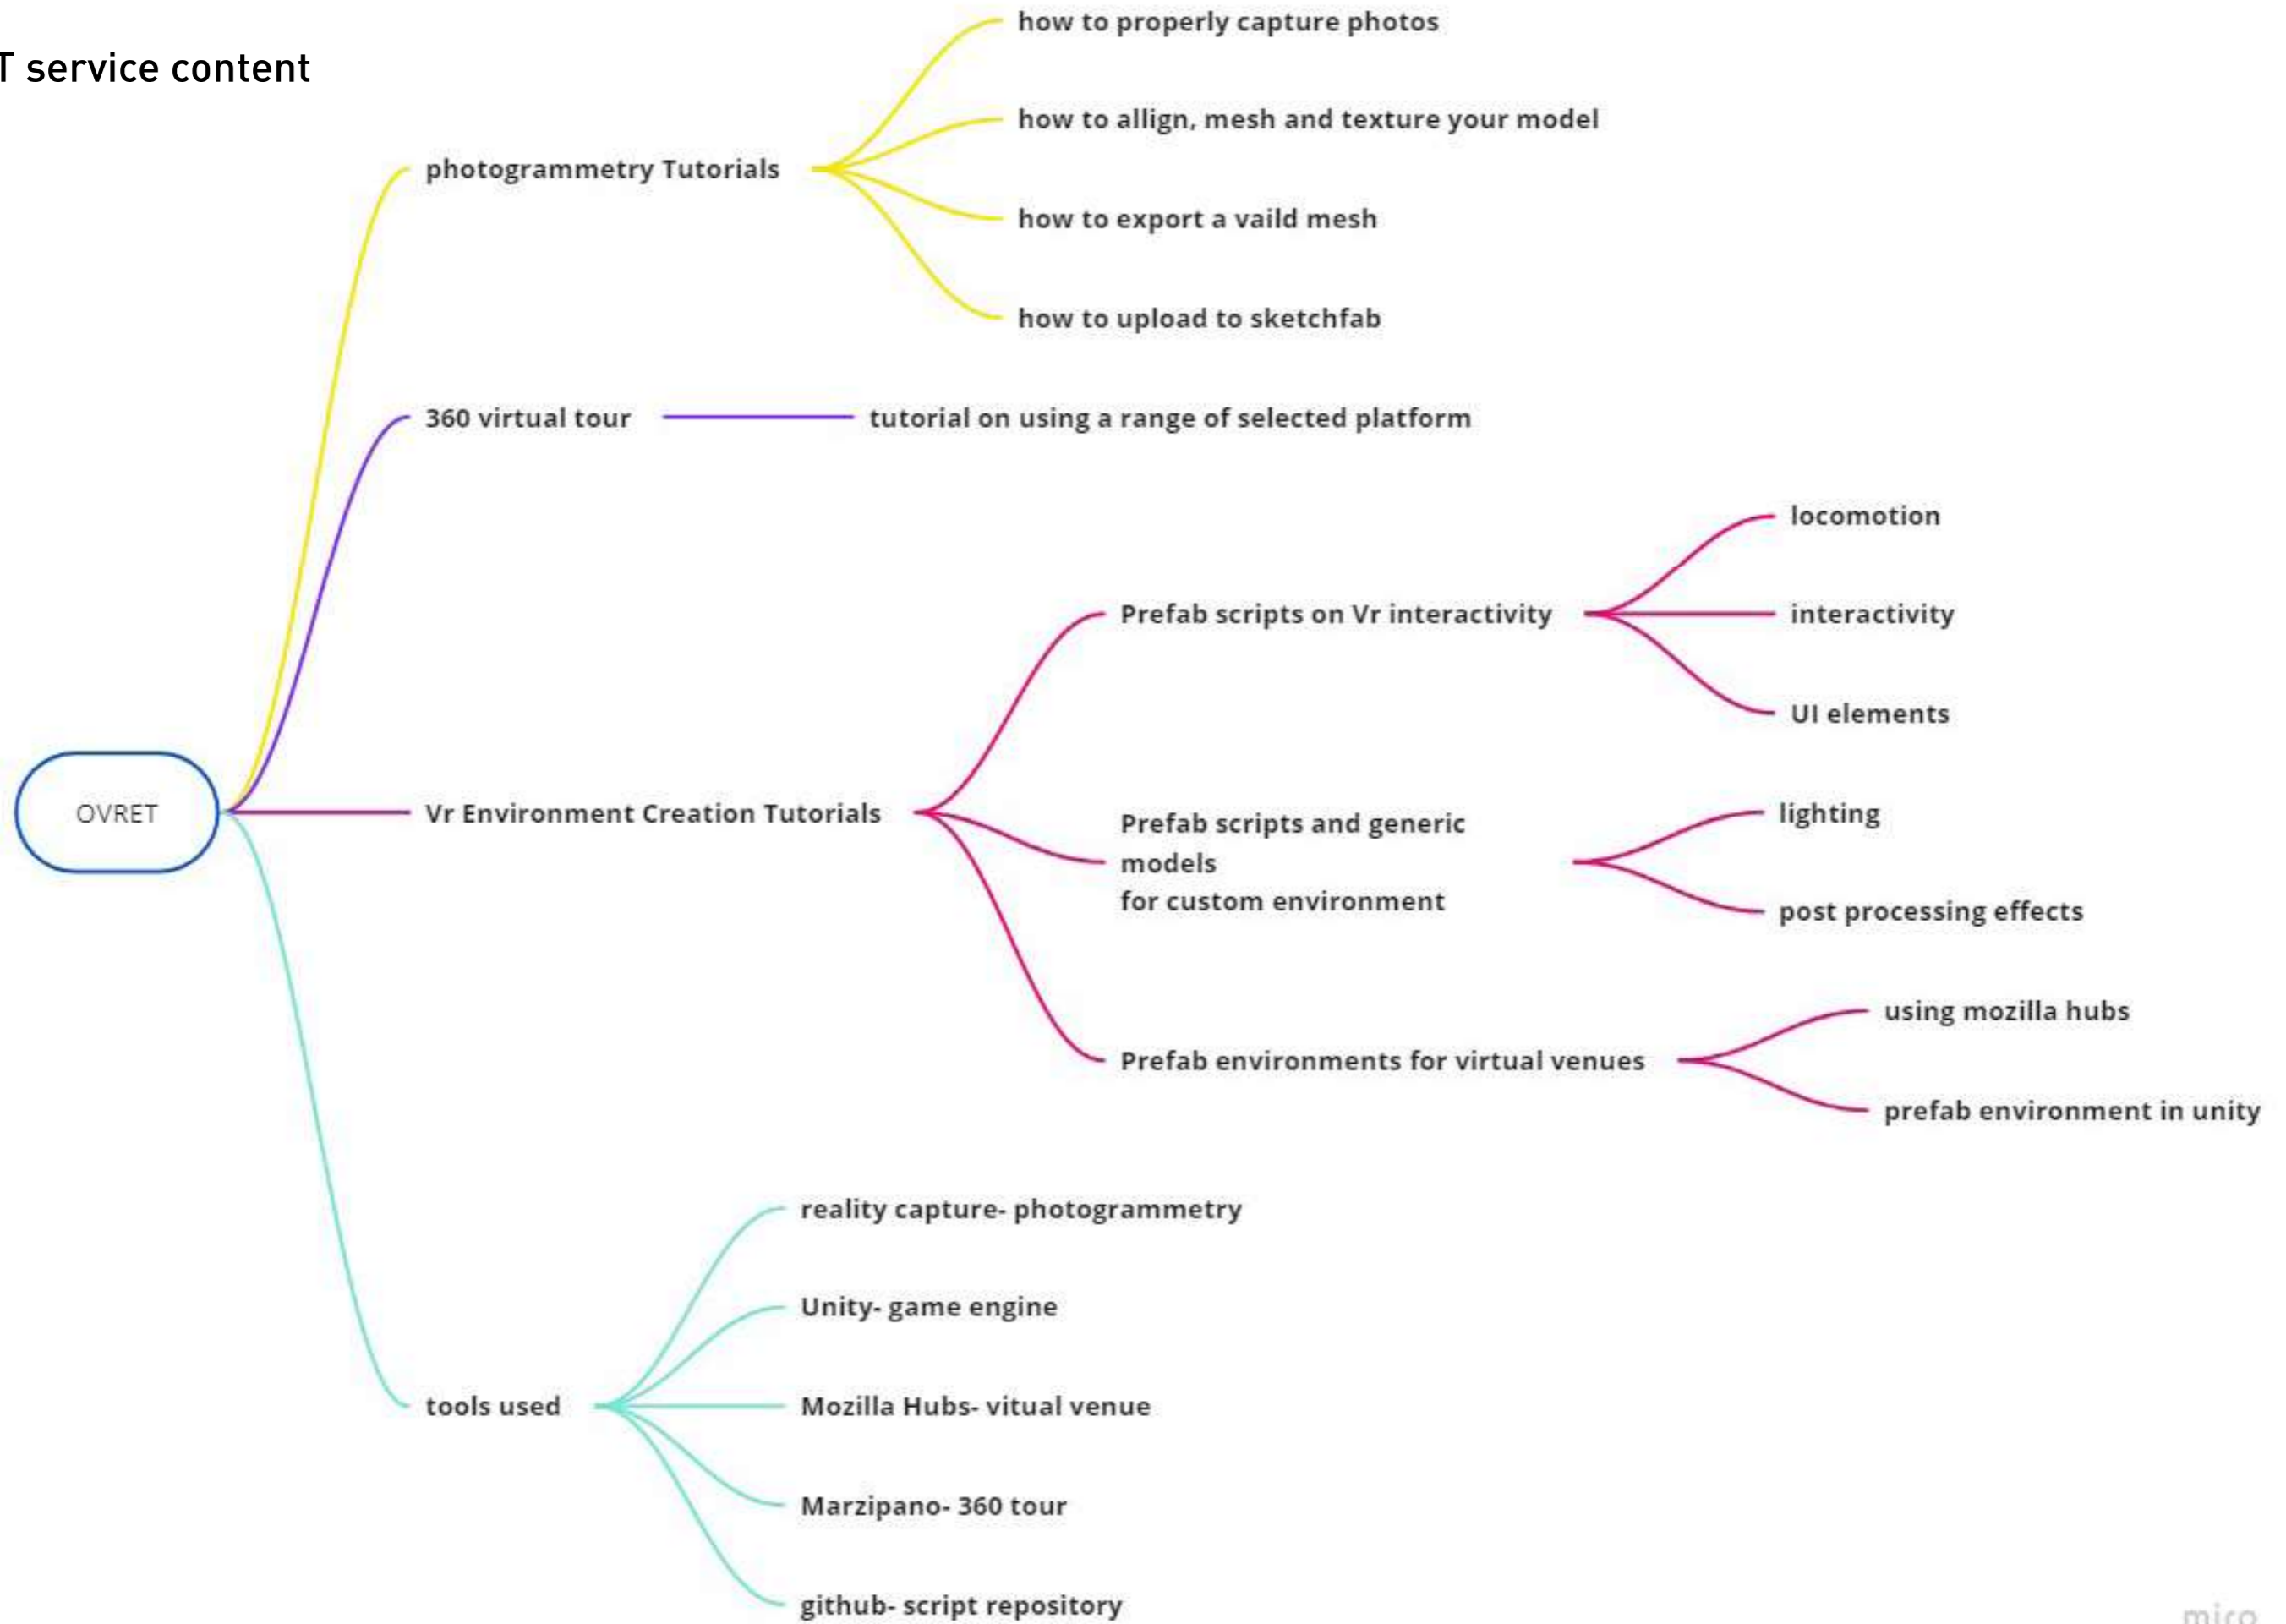 T service content
how to properly capture photos
how to allign, mesh and texture your model
photogrammetry Tutorials
how to export a vaild mesh
how to upload to sketchfab
360 virtual tour
tutorial on using a range of selected platform
locomotion
Prefab scripts on Vr interactivity
interactivity
UI elements
OVRET
Vr Environment Creation Tutorials
Prefab scripts and generic
models
for custom environment
lighting
post processing effects
using mozilla hubs
Prefab environments for virtual venues
prefab environment in unity
reality capture- photogrammetry
Unity- game engine
tools used
Mozilla Hubs- vitual venue
Marzipano- 360 tour
github- script repository
miro